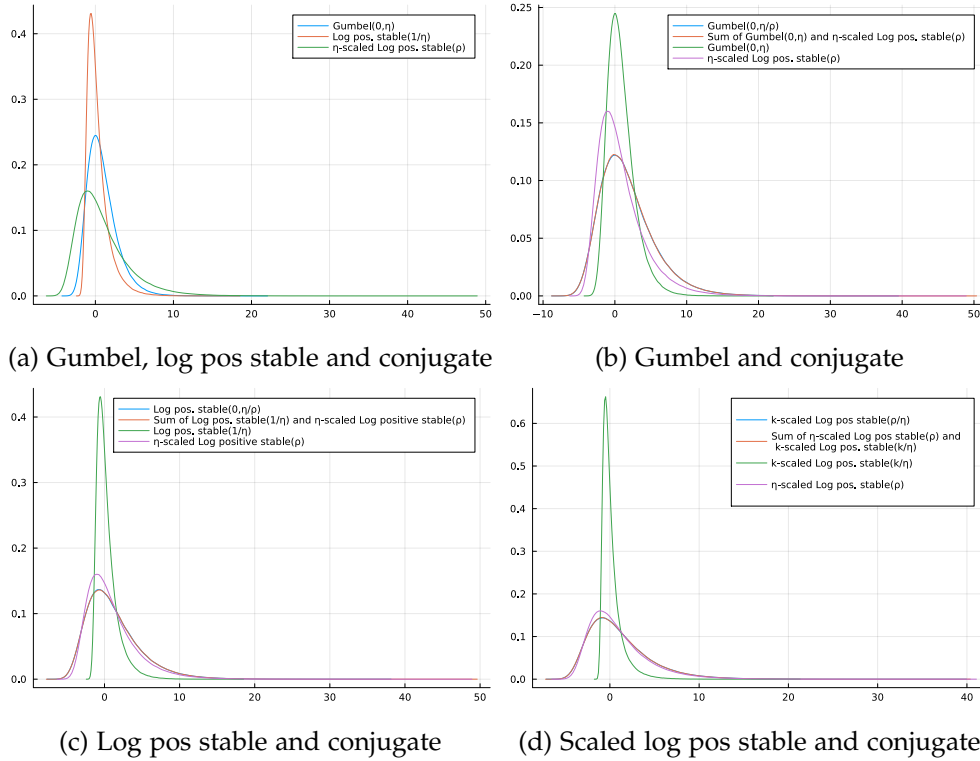 Gumbel(0,η)
Log pos. stable(1/η)
η-scaled Log pos. stable(ρ)
0.4
0.3
0.2
0.1
0.0
0 10 20 30 40 50
(a) Gumbel, log pos stable and conjugate
Gumbel(0,η/ρ)
Sum of Gumbel(0,η) and η-scaled Log pos. stable(ρ)
Gumbel(0,η)
η-scaled Log pos. stable(ρ)
0.25
0.20
0.15
0.10
0.05
0.00
−10 0 10 20 30 40 50
(b) Gumbel and conjugate
Log pos. stable(0,η/ρ)
Sum of Log pos. stable(1/η) and η-scaled Log positive stable(ρ)
Log pos. stable(1/η)
η-scaled Log positive stable(ρ)
0.4
0.3
0.2
0.1
0.0
0 10 20 30 40 50
(c) Log pos stable and conjugate
k-scaled Log pos. stable(ρ/η)
Sum of η-scaled Log pos stable(ρ) and
k-scaled Log pos. stable(k/η)
k-scaled Log pos. stable(k/η)
η-scaled Log pos. stable(ρ)
0.6
0.5
0.4
0.3
0.2
0.1
0.0
0 10 20 30 40
(d) Scaled log pos stable and conjugate